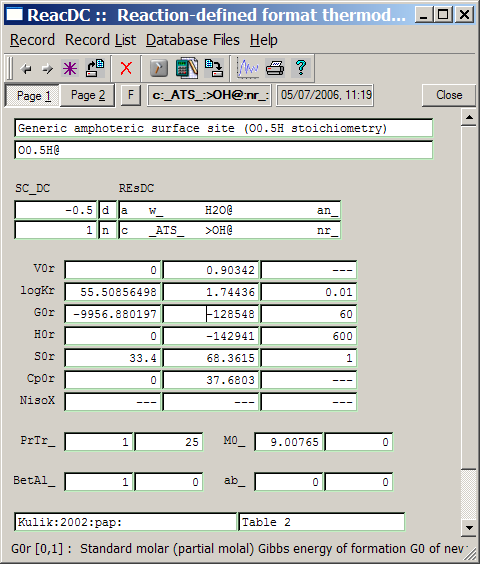 ReacDC :: Reaction-defined format thermod...
Record Record List Database Files Help
Page 1 Page 2 F c:_ATS_:>OH@:nr_: 05/07/2006, 11:19 Close
Generic amphoteric surface site (O0.5H stoichiometry)
O0.5H@
SC_DC REsDC
-0.5 d a w_ H2O@ an_
1 n c _ATS_ >OH@ nr_
V0r 0 0.90342 ---
logKr 55.50856498 1.74436 0.01
G0r -9956.880197 -128548 60
H0r 0 -142941 600
S0r 33.4 68.3615 1
Cp0r 0 37.6803 ---
NisoX --- --- ---
PrTr_ 1 25 M0_ 9.00765 0
BetAl_ 1 0 ab_ 0 0
Kulik:2002:pap: Table 2
G0r [0,1] : Standard molar (partial molal) Gibbs energy of formation G0 of new